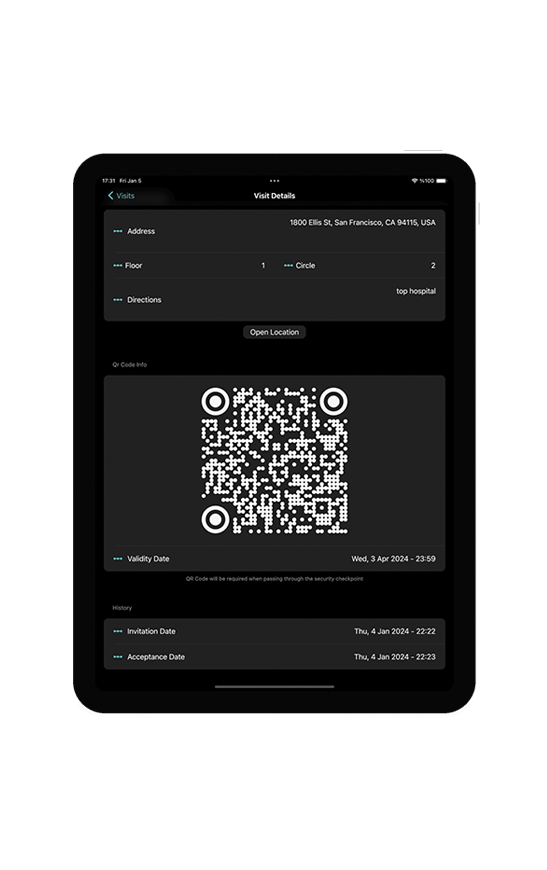 17:31 Fri Jan 5
%100
Visits
Visit Details
Address
1800 Ellis St, San Francisco, CA 94115, USA
Floor 1
Circle 2
Directions
top hospital
Open Location
Qr Code Info
Validity Date
Wed, 3 Apr 2024 - 23:59
QR Code will be required when passing through the security checkpoint
History
Invitation Date
Thu, 4 Jan 2024 - 22:22
Acceptance Date
Thu, 4 Jan 2024 - 22:23